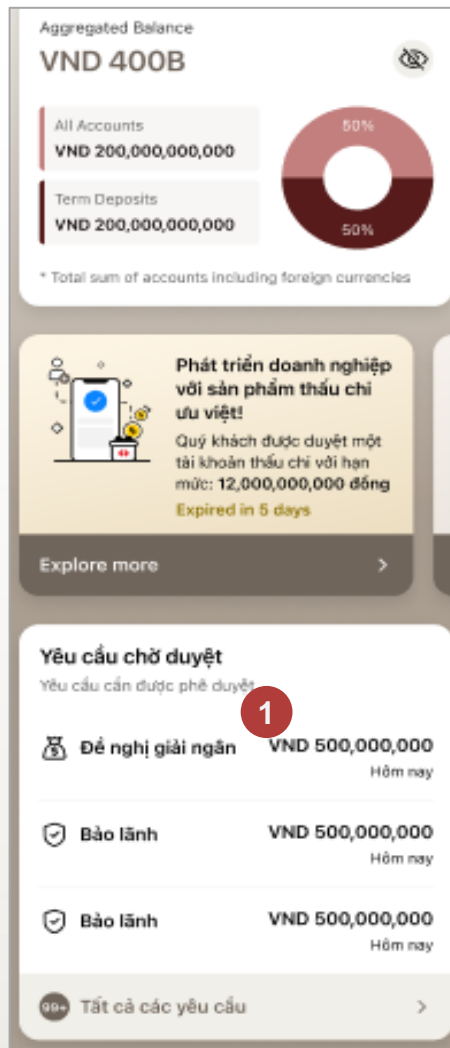 Aggregated Balance
VND 400B
All Accounts
VND 200,000,000,000
Term Deposits
VND 200,000,000,000
50%
50%
* Total sum of accounts including foreign currencies
Phát triển doanh nghiệp
với sản phẩm thấu chi
ưu việt!
Quý khách được duyệt một
tài khoản thấu chi với hạn
mức: 12,000,000,000 đồng
Expired in 5 days
Explore more
Yêu cầu chờ duyệt
Yêu cầu cần được phê duyệt
1
Đề nghị giải ngân VND 500,000,000
Hôm nay
Bảo lãnh VND 500,000,000
Hôm nay
Bảo lãnh VND 500,000,000
Hôm nay
99+ Tất cả các yêu cầu